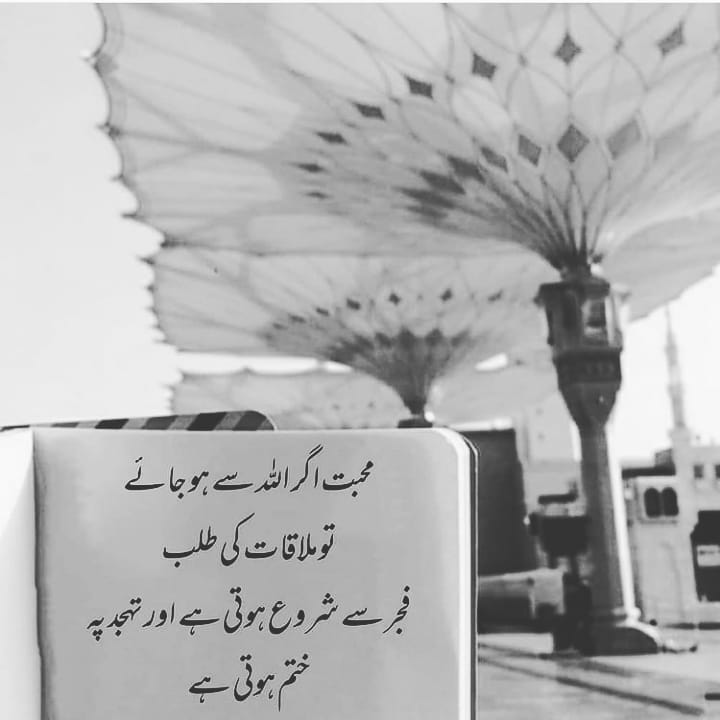 محبت اگر اللہ سے ہو جائے
تو ملاقات کی طلب
فجر سے شروع ہوتی ہے اور تہجد پہ
ختم ہوتی ہے